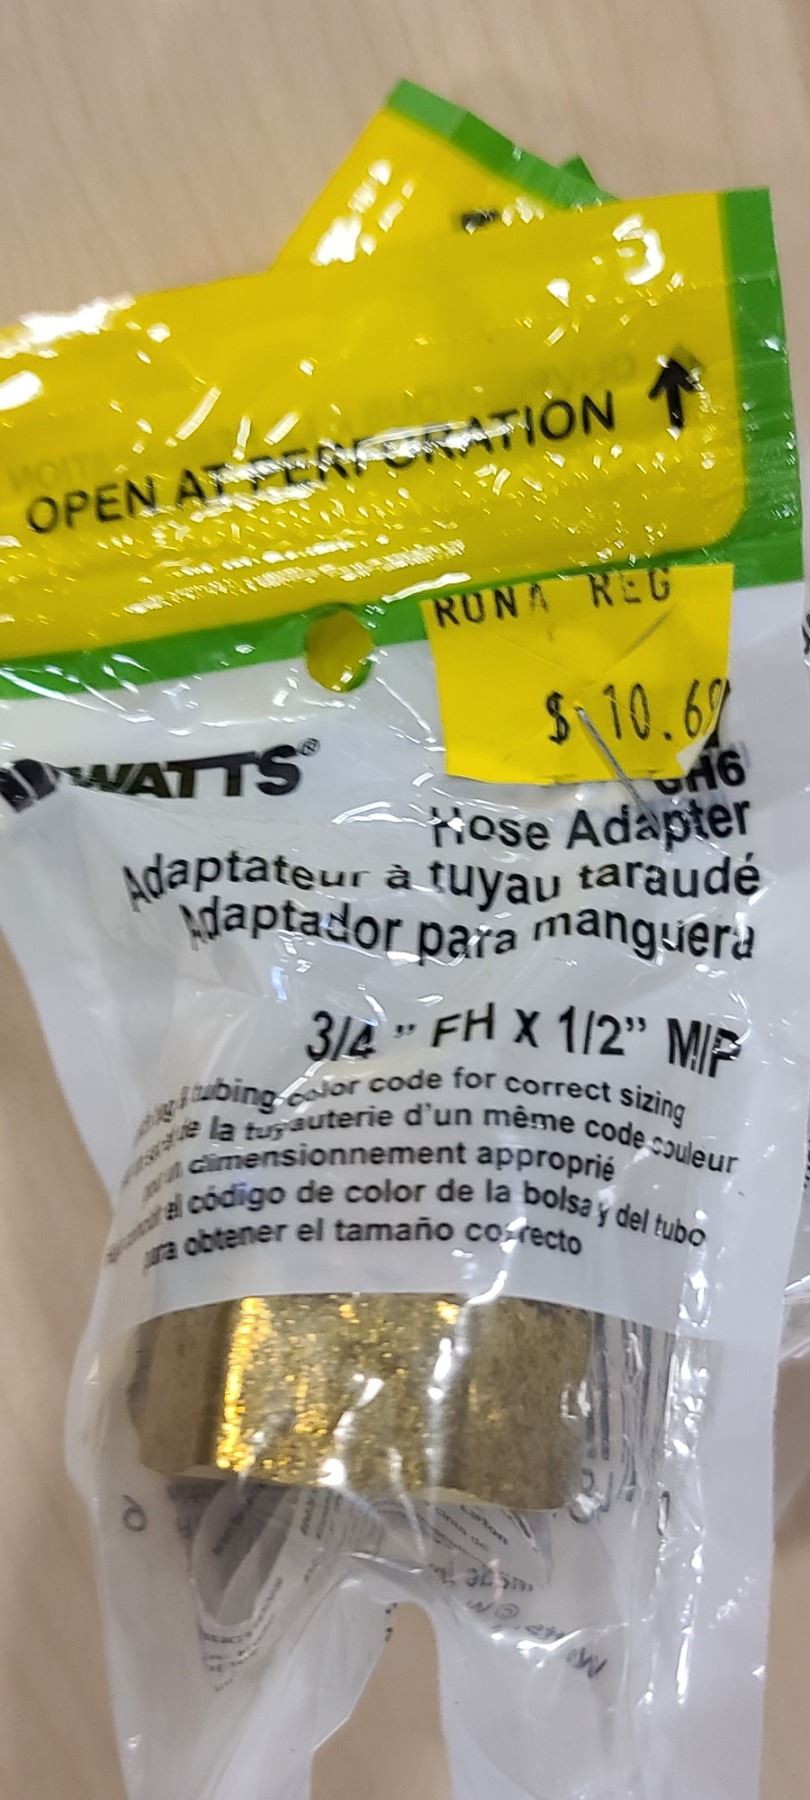 OPEN AT PERFORATION
RONA REG
$ 10.69
WATTS®
Hose Adapter
Adaptateur à tuyau taraudé
Adaptador para manguera
3/4 " FH X 1/2" MIP
tubing color code for correct sizing
de la tuyauterie d'un même code couleur
dimensionnement approprié
el código de color de la bolsa y del tubo
para obtener el tamaño correcto